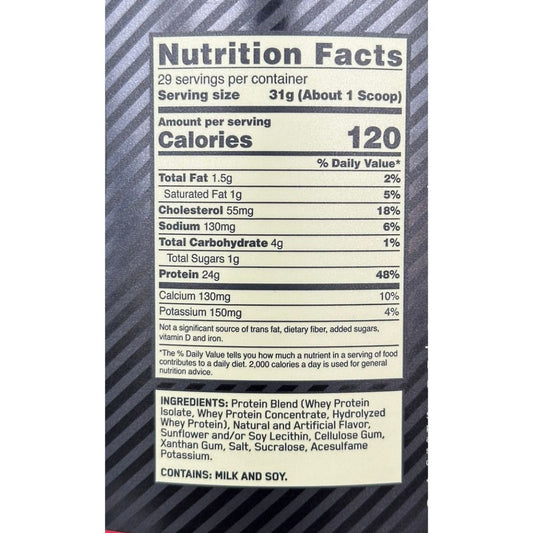 Nutrition Facts
29 servings per container
Serving size 31g (About 1 Scoop)
Amount per serving
Calories 120
% Daily Value*
Total Fat 1.5g 2%
Saturated Fat 1g 5%
Cholesterol 55mg 18%
Sodium 130mg 6%
Total Carbohydrate 4g 1%
Total Sugars 1g
Protein 24g 48%
Calcium 130mg 10%
Potassium 150mg 4%
Not a significant source of trans fat, dietary fiber, added sugars,
vitamin D and iron.
*The % Daily Value tells you how much a nutrient in a serving of food
contributes to a daily diet. 2,000 calories a day is used for general
nutrition advice.
INGREDIENTS: Protein Blend (Whey Protein
Isolate, Whey Protein Concentrate, Hydrolyzed
Whey Protein), Natural and Artificial Flavor,
Sunflower and/or Soy Lecithin, Cellulose Gum,
Xanthan Gum, Salt, Sucralose, Acesulfame
Potassium.
CONTAINS: MILK AND SOY.